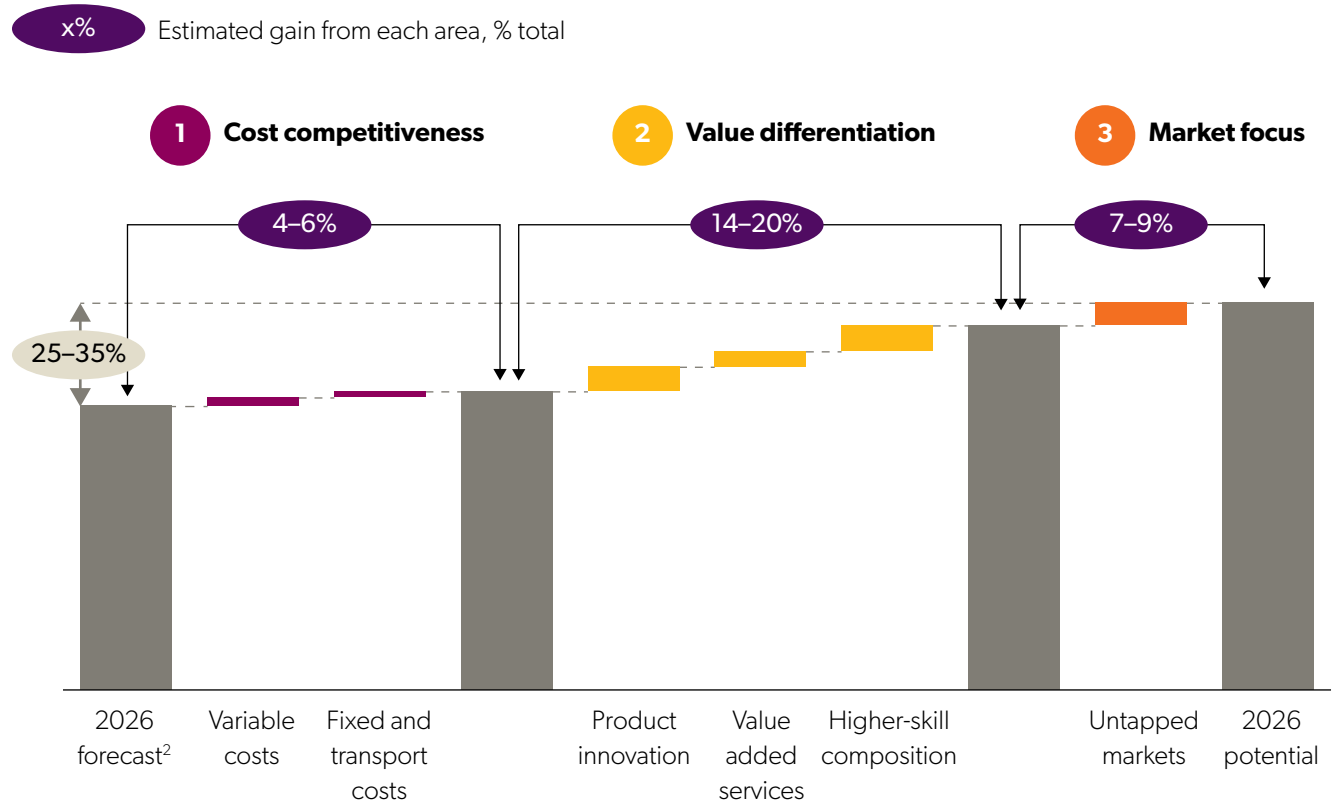 x% Estimated gain from each area, % total
1 Cost competitiveness
2 Value differentiation
3 Market focus
4–6%
14–20%
7–9%
25–35%
2026
forecast²
Variable
costs
Fixed and
transport
costs
Product
innovation
Value
added
services
Higher-skill
composition
Untapped
markets
2026
potential